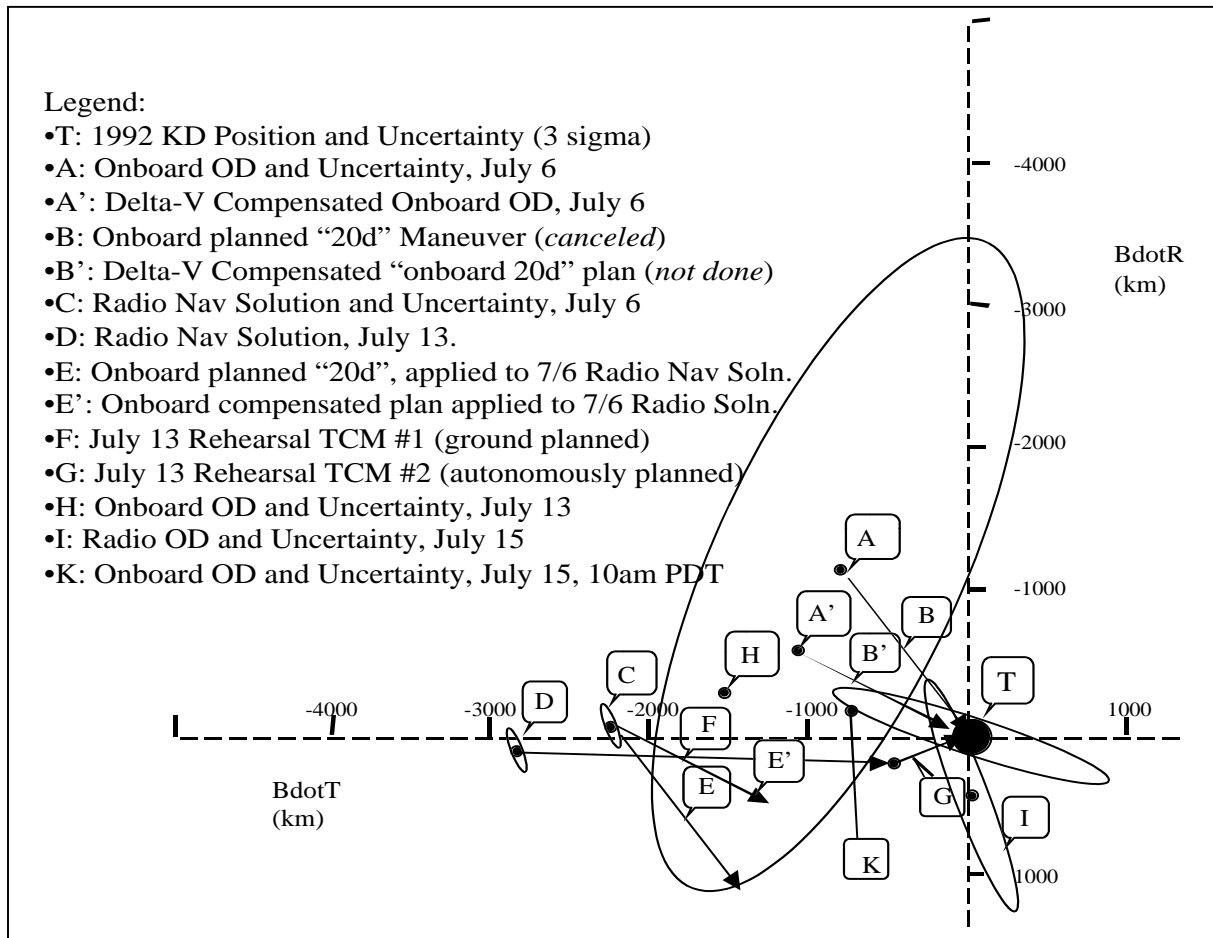 Legend:
•T: 1992 KD Position and Uncertainty (3 sigma)
•A: Onboard OD and Uncertainty, July 6
•A’: Delta-V Compensated Onboard OD, July 6
•B: Onboard planned “20d” Maneuver (canceled)
•B’: Delta-V Compensated “onboard 20d” plan (not done)
•C: Radio Nav Solution and Uncertainty, July 6
•D: Radio Nav Solution, July 13.
•E: Onboard planned “20d”, applied to 7/6 Radio Nav Soln.
•E’: Onboard compensated plan applied to 7/6 Radio Soln.
•F: July 13 Rehearsal TCM #1 (ground planned)
•G: July 13 Rehearsal TCM #2 (autonomously planned)
•H: Onboard OD and Uncertainty, July 13
•I: Radio OD and Uncertainty, July 15
•K: Onboard OD and Uncertainty, July 15, 10am PDT
-4000
BdotR
(km)
-3000
-2000
A
-1000
A’
B
H
B’
C
T
D
-4000
-3000
-2000
-1000
1000
F
E’
E
G
BdotT
(km)
I
K
1000